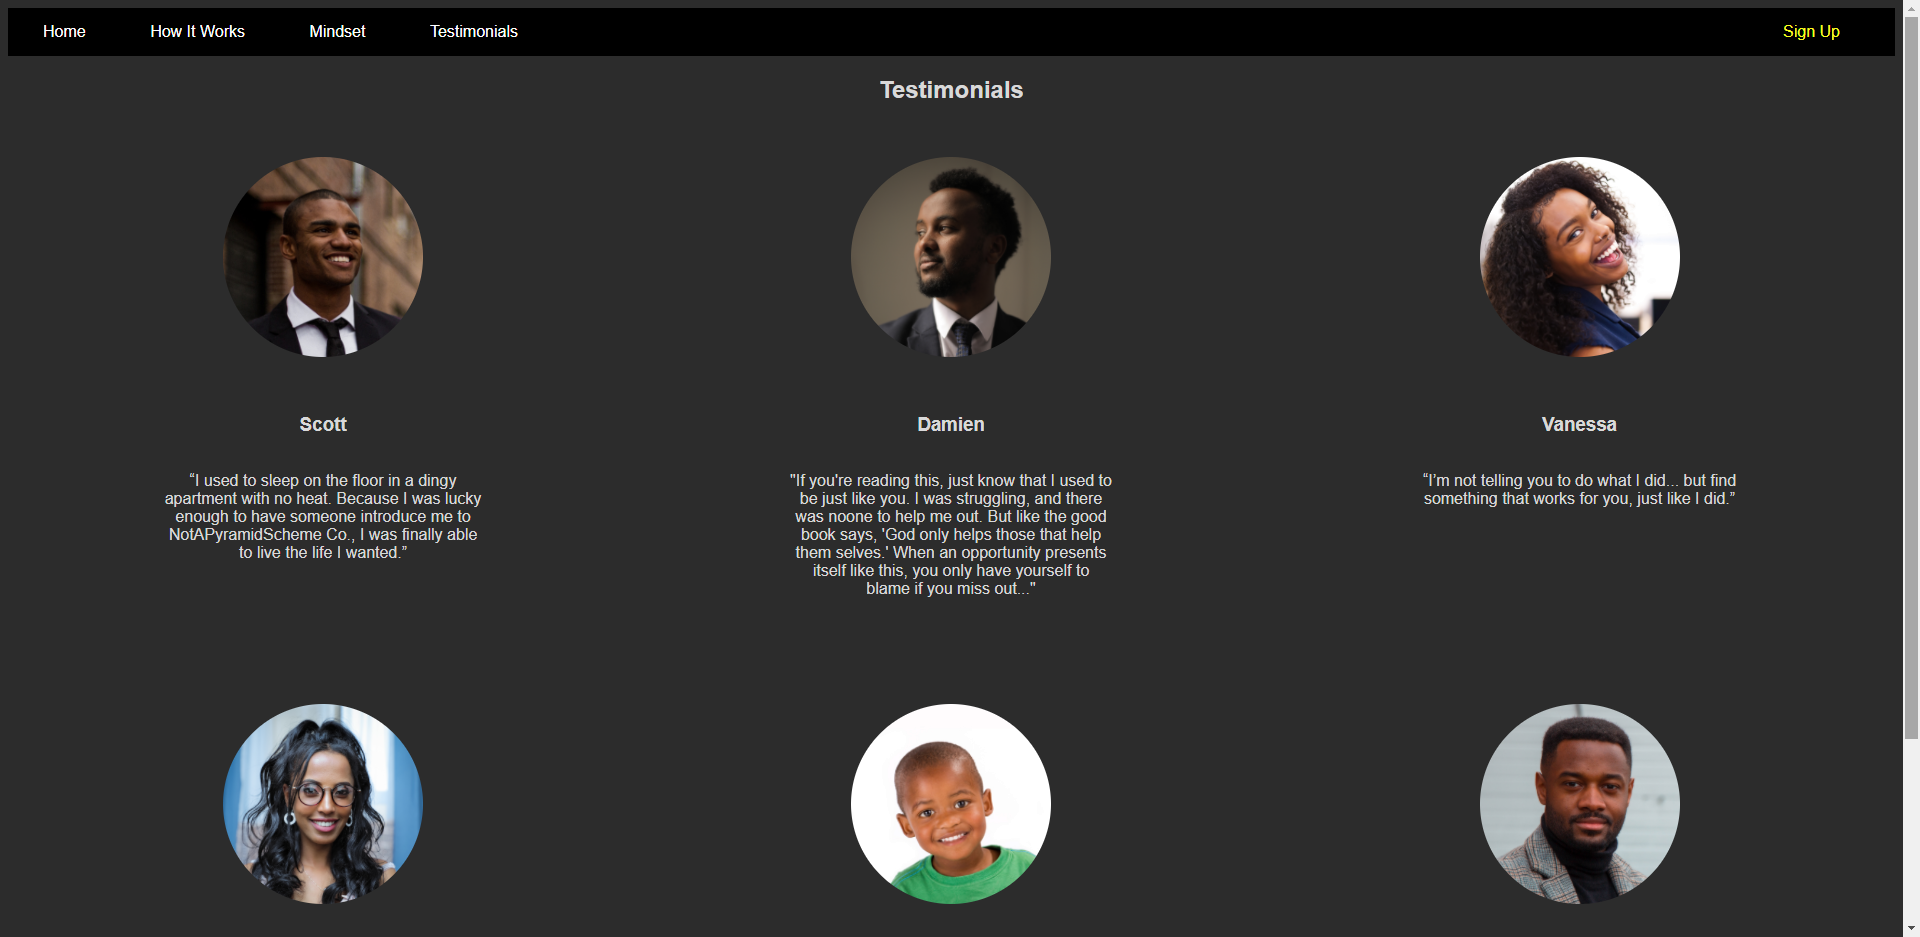 Home
How It Works
Mindset
Testimonials
Sign Up
Testimonials
Scott
“I used to sleep on the floor in a dingy
apartment with no heat. Because I was lucky
enough to have someone introduce me to
NotAPyramidScheme Co., I was finally able
to live the life I wanted.”
Damien
"If you're reading this, just know that I used to
be just like you. I was struggling, and there
was noone to help me out. But like the good
book says, 'God only helps those that help
them selves.' When an opportunity presents
itself like this, you only have yourself to
blame if you miss out..."
Vanessa
“I’m not telling you to do what I did... but find
something that works for you, just like I did.”